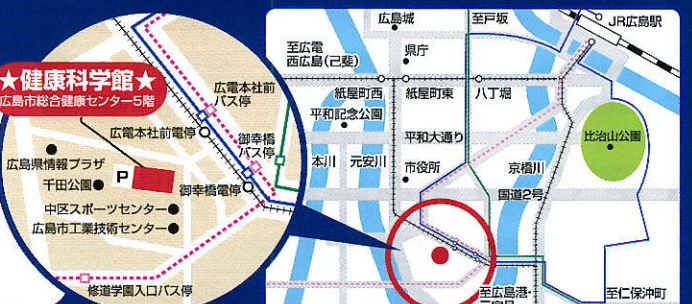 ★健康科学館★
広島市総合健康センター5階
広電本社前
バス停
広電本社前電停
御幸橋
バス停
広島県情報プラザ
P
千田公園
御幸橋電停
中区スポーツセンター
広島市工業技術センター
修道学園入口バス停
広島城
至戸坂
JR広島駅
至広電
西広島(己斐)
県庁
紙屋町西
紙屋町東
八丁堀
平和記念公園
平和大通り
比治山公園
本川
元安川
市役所
京橋川
国道2号
至広島港・
至仁保沖町